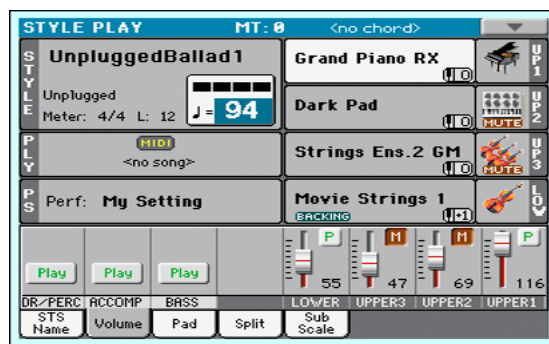 STYLE PLAY MT: 0 <no chord>
STYLE
UnpluggedBallad1
Unplugged
Meter: 4/4 L: 12 ♩= 94
Grand Piano RX 0 UP1
Dark Pad 0 MUTE UP2
PLY MIDI
<no song>
Strings Ens.2 GM 0 MUTE UP3
PS Perf: My Setting
Movie Strings 1
BACKING +1 LOW
P M M P
Play Play Play 55 47 69 116
DR/PERC ACCOMP BASS LOWER UPPER3 UPPER2 UPPER1
STS Name Volume Pad Split Sub Scale